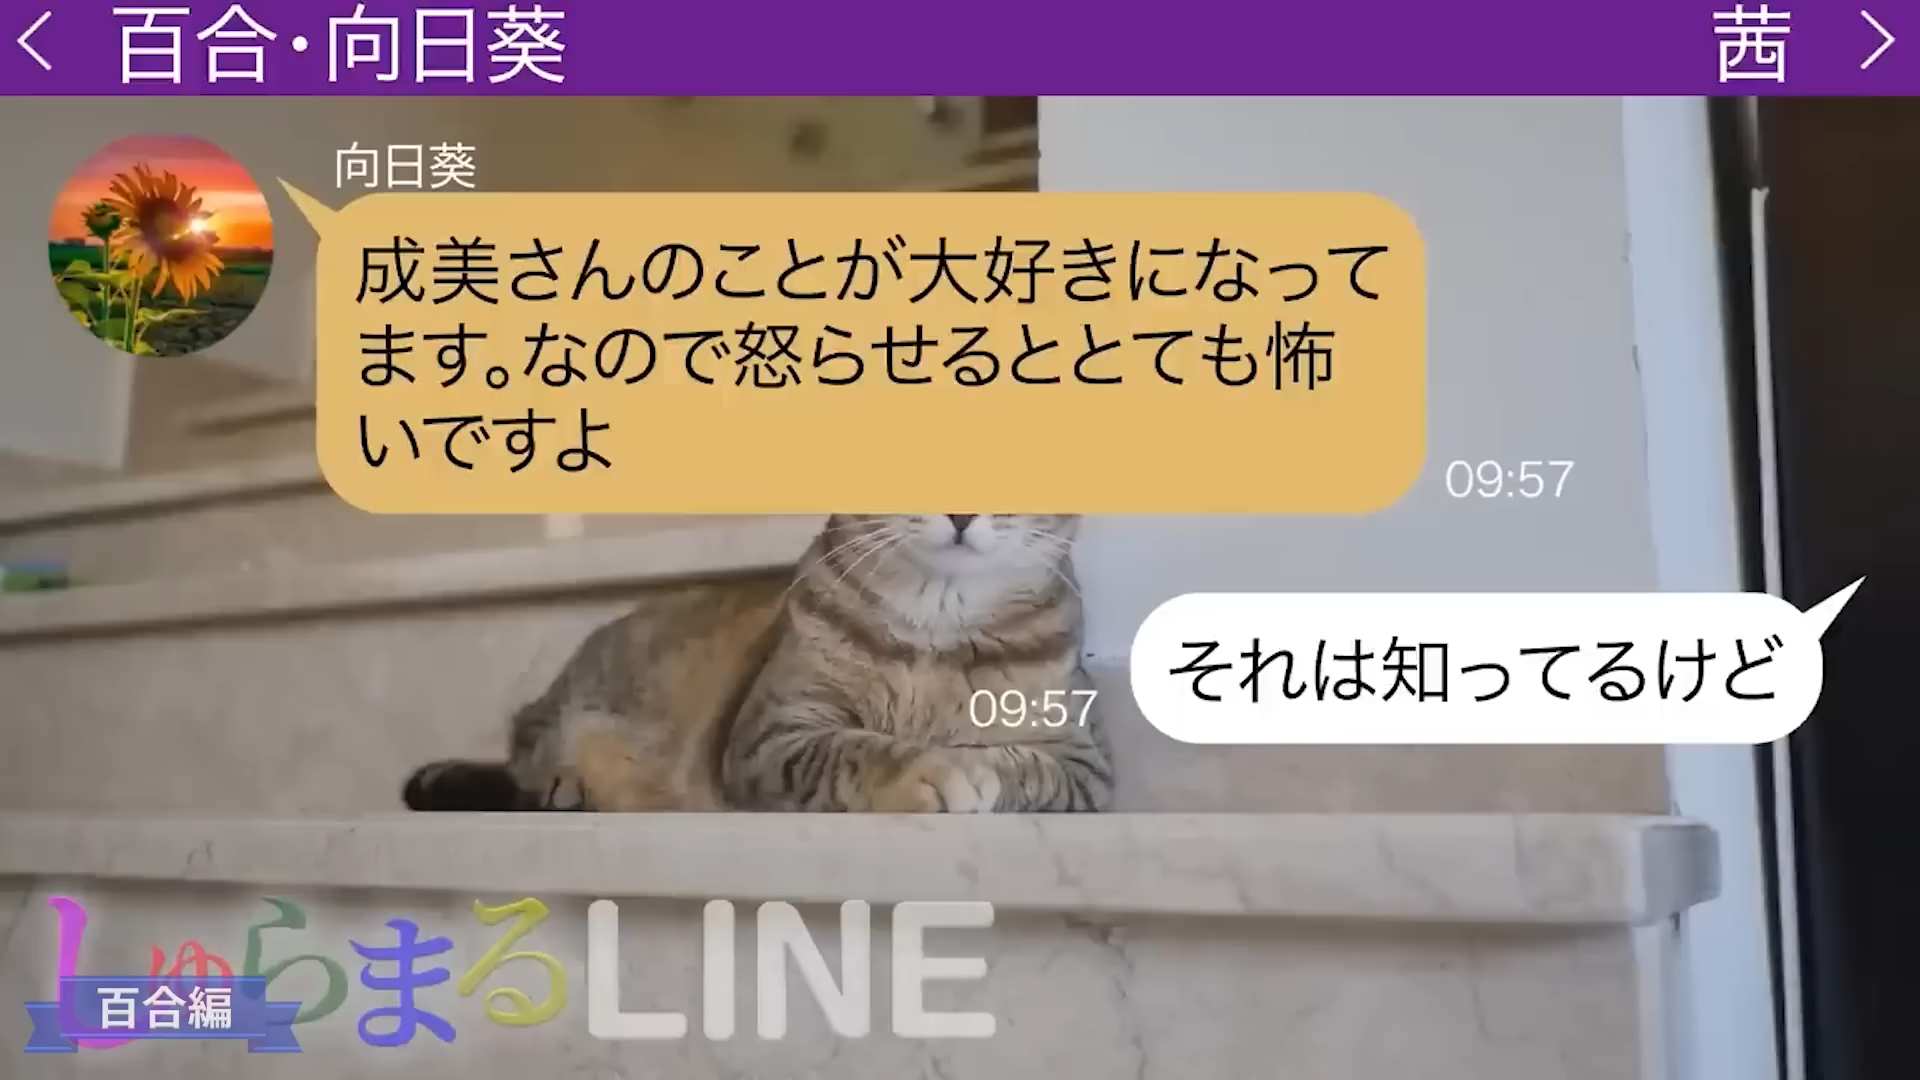 百合・向日葵
茜
向日葵
成美さんのことが大好きになって
ます。なので怒らせるととても怖
いですよ
09:57
それは知ってるけど
09:57
しゅらまるLINE
百合編